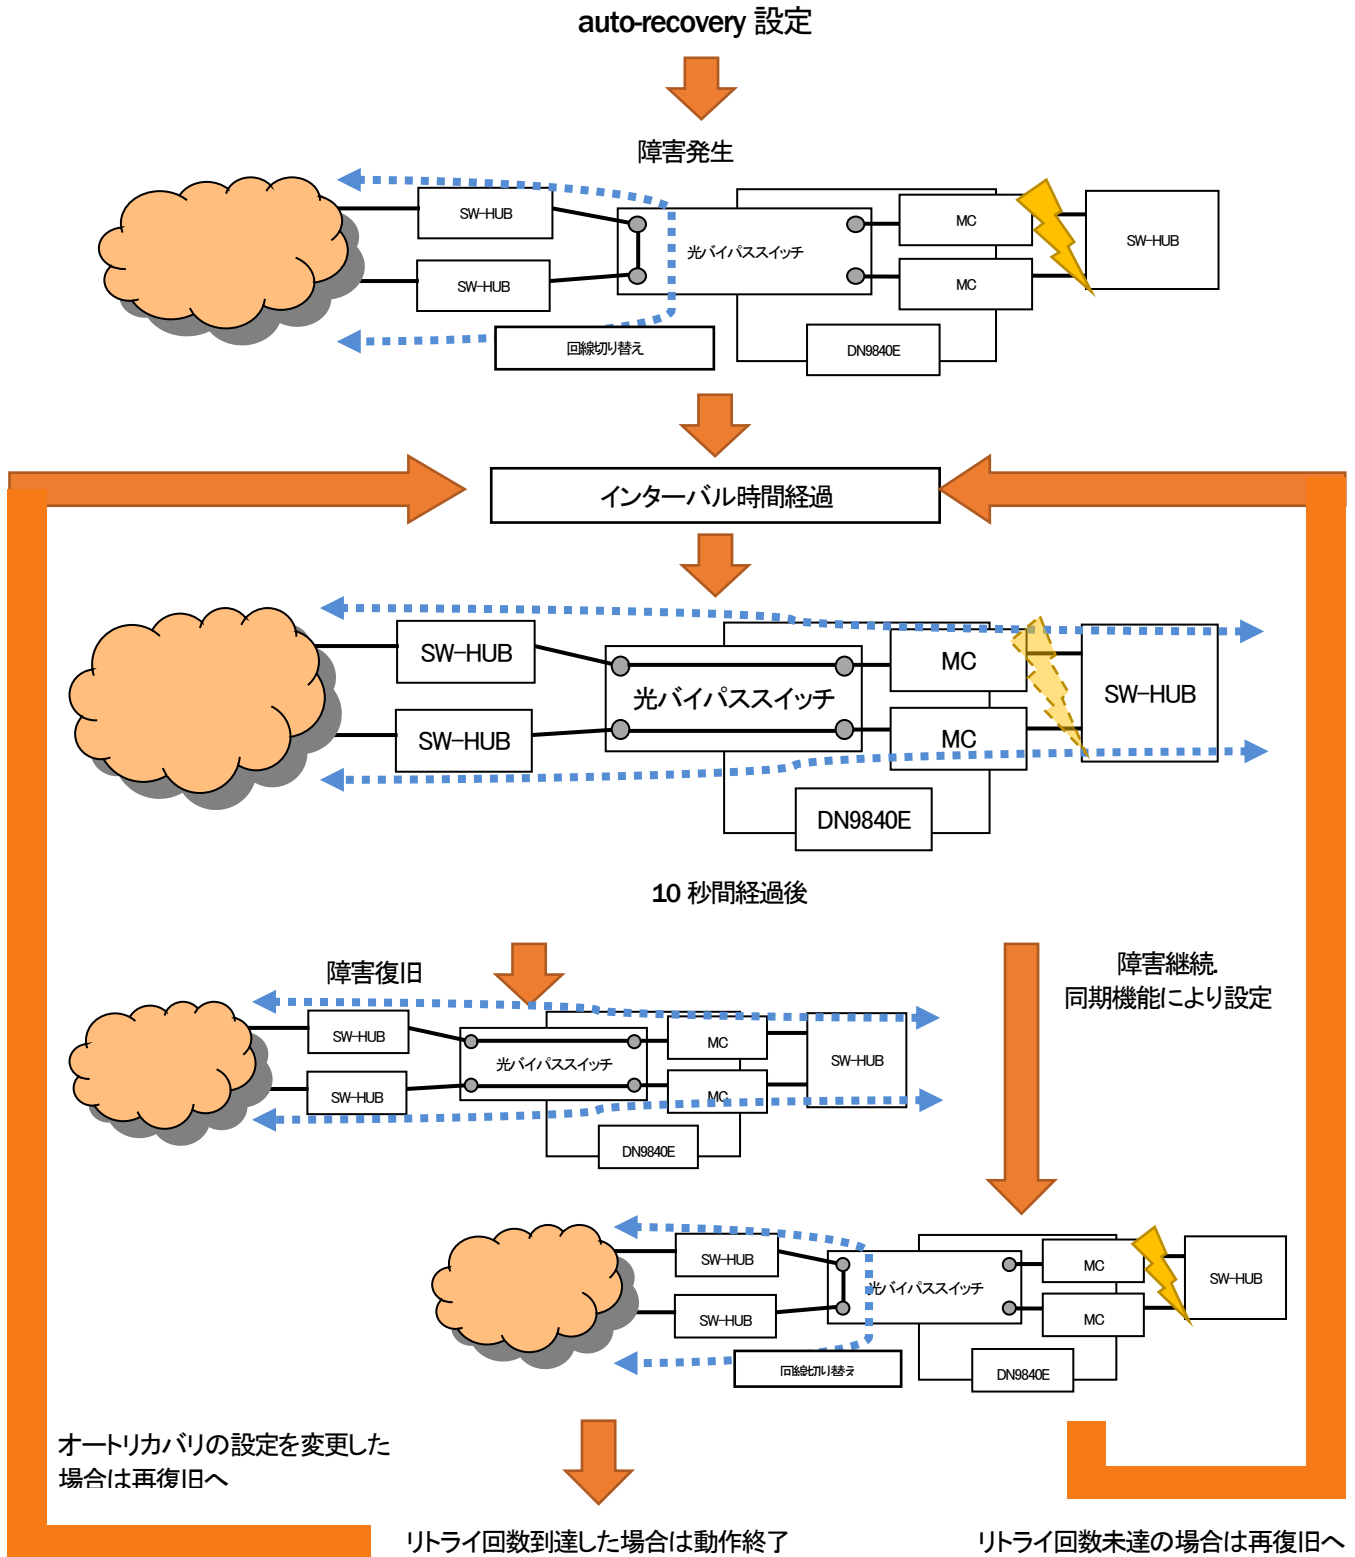 auto-recovery 設定
障害発生
SW-HUB
SW-HUB
光バイパススイッチ
MC
MC
SW-HUB
回線切り替え
DN9840E
インターバル時間経過
SW-HUB
SW-HUB
光バイパススイッチ
MC
MC
SW-HUB
DN9840E
10 秒間経過後
障害復旧
障害継続.
同期機能により設定
SW-HUB
SW-HUB
光バイパススイッチ
MC
MC
SW-HUB
DN9840E
SW-HUB
SW-HUB
光バイパススイッチ
MC
MC
SW-HUB
回線切り替え
DN9840E
オートリカバリの設定を変更した
場合は再復旧へ
リトライ回数到達した場合は動作終了
リトライ回数未達の場合は再復旧へ